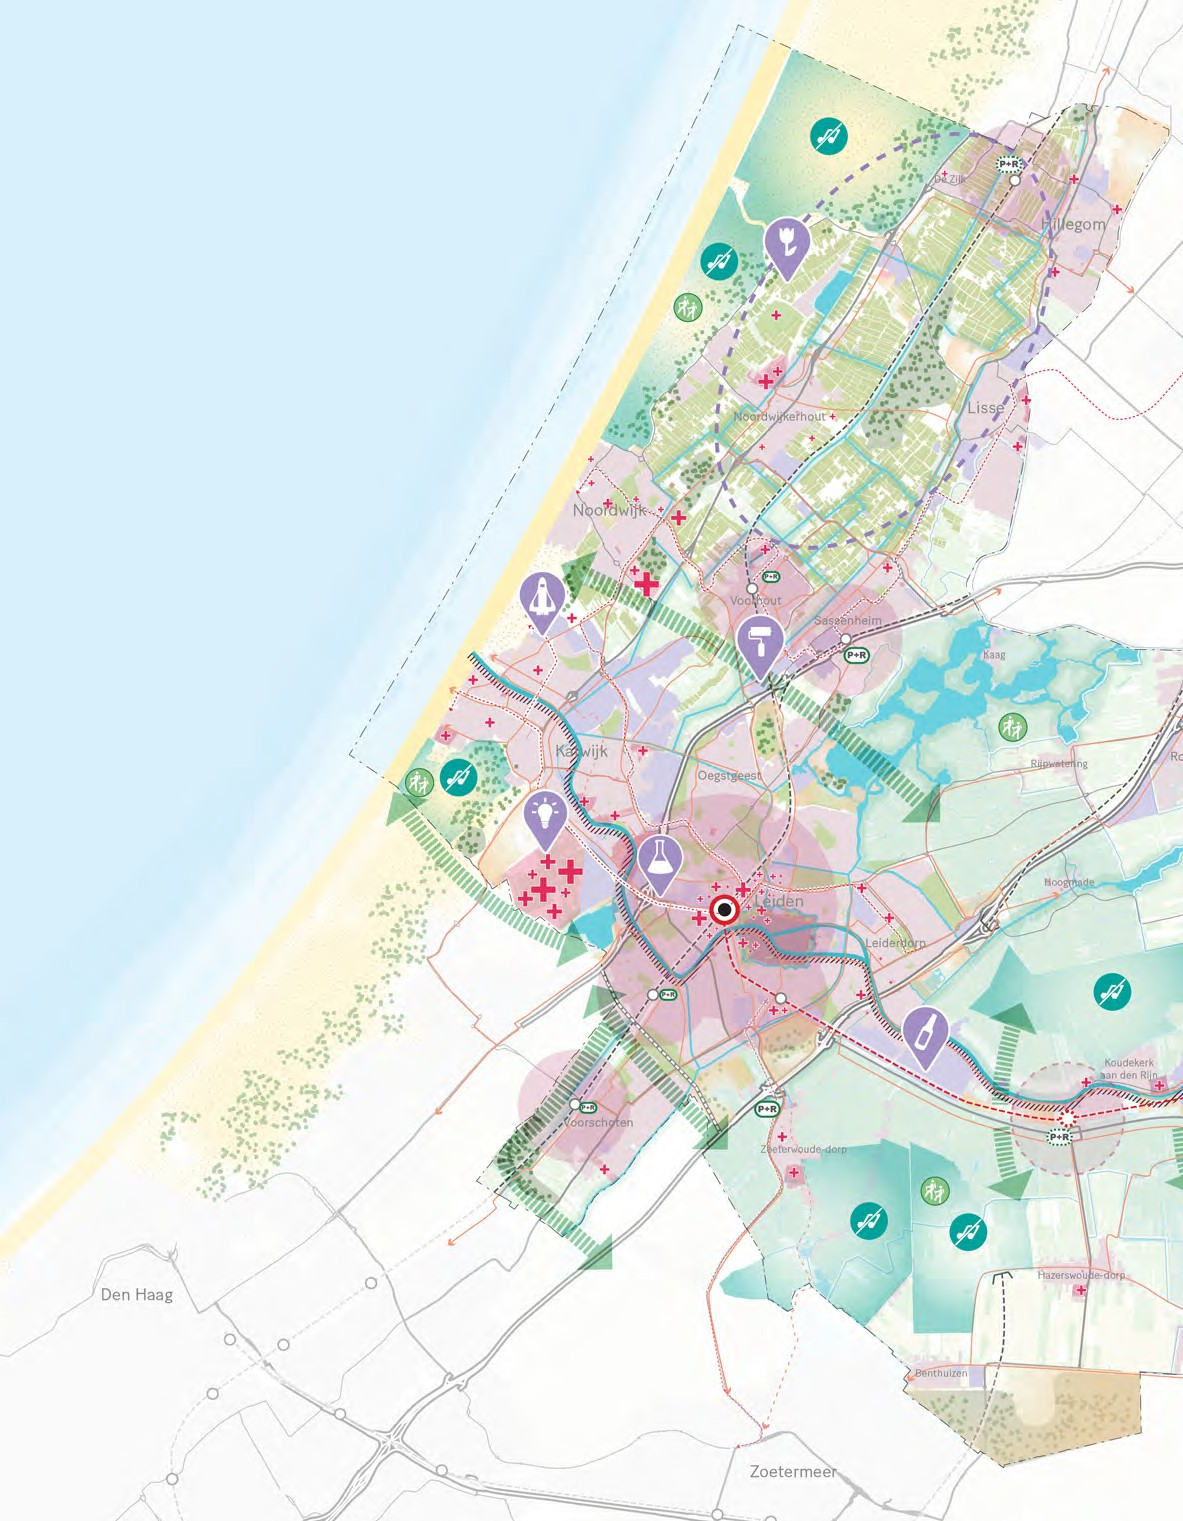 P+R
De Zilk
Hillegom
Lisse
Noordwijkerhout
Noordwijk
P+R
Voorhout
Sassenheim
P+R
Kaag
Katwijk
Rijpwatering
Oegstgeest
Hoogmade
Leiden
Leiderdorp
P+R
Koudekerk
aan den Rijn
P+R
P+R
Voorschoten
P+R
Zoeterwoude-dorp
Hazerswoude-dorp
Den Haag
Benthuizen
Zoetermeer